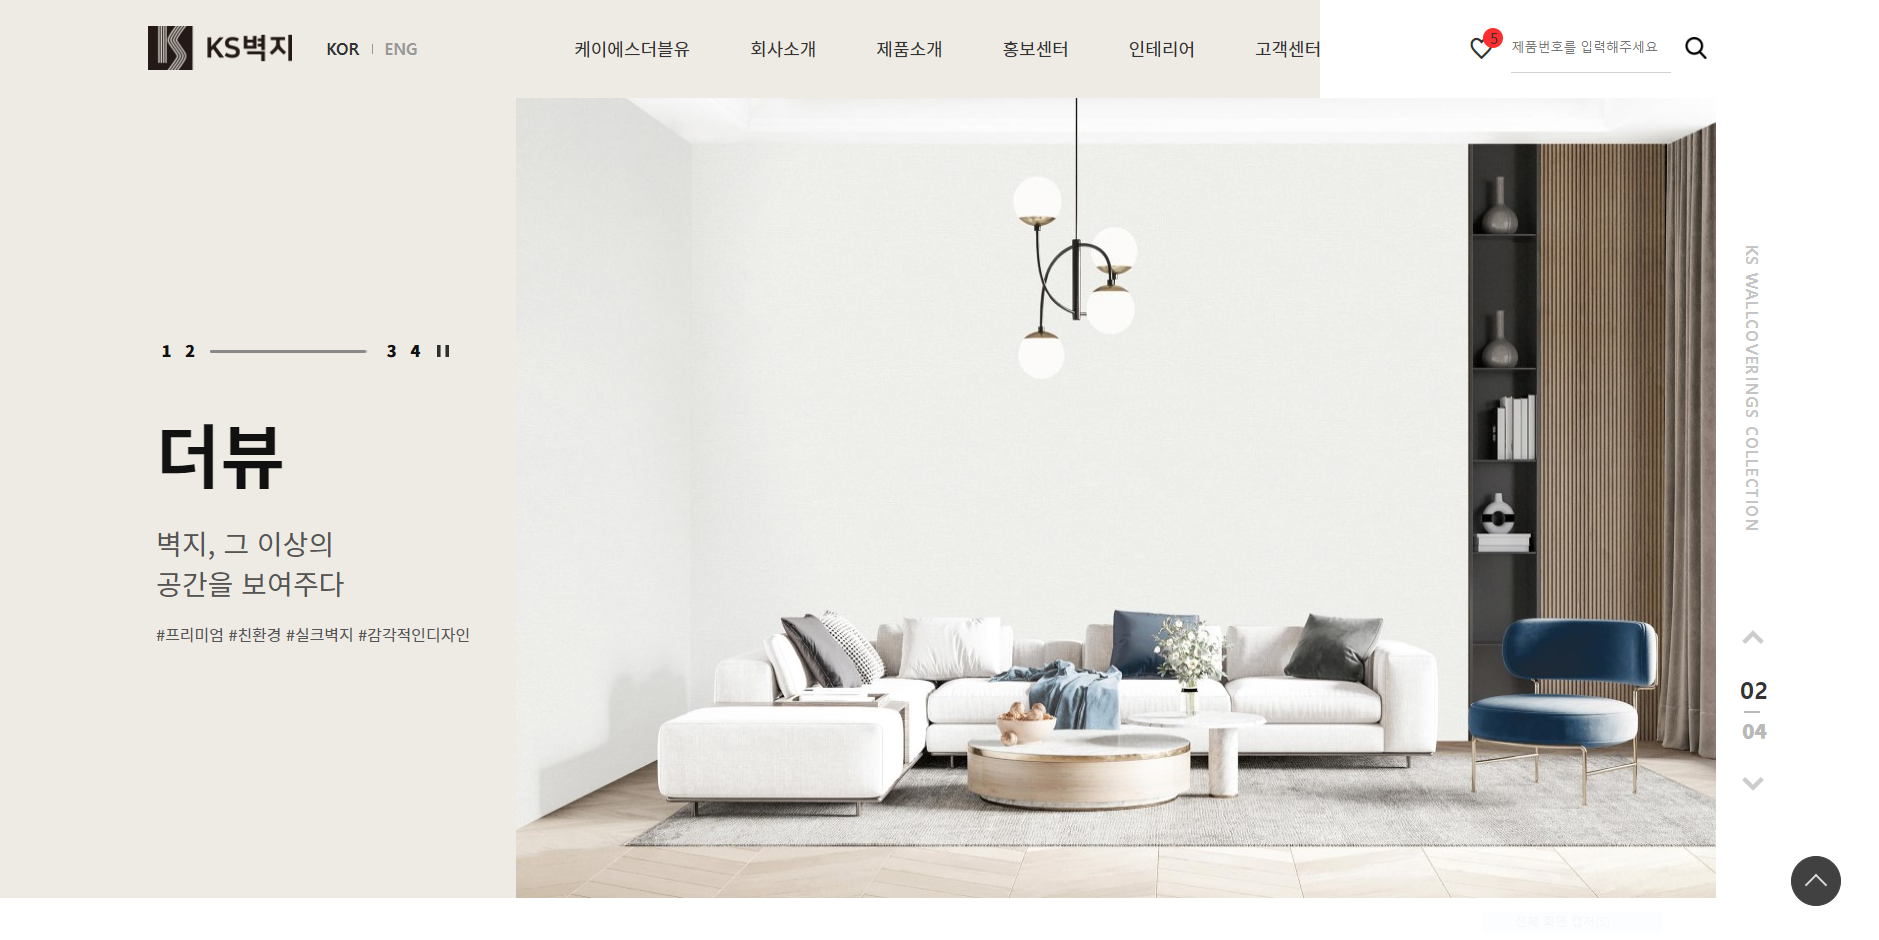 KS벽지
KOR
ENG
케이에스더블유
회사소개
제품소개
홍보센터
인테리어
고객센터
5
제품번호를 입력해주세요
1 2 3 4
더뷰
벽지, 그 이상의
공간을 보여주다
#프리미엄 #친환경 #실크벽지 #감각적인디자인
KS WALLCOVERINGS COLLECTION
02
04